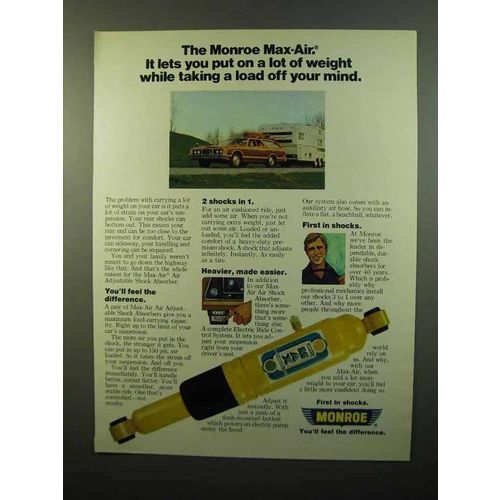 The Monroe Max-Air.®
It lets you put on a lot of weight
while taking a load off your mind.
The problem with carrying a lot
of weight on your car is it puts a
lot of strain on your car's sus-
pension. Your rear shocks can
bottom out. This means your
rear end will be too close
to the pavement for comfort. Your
car can sideway, your handling and
cornering can be unpleasant.
You and your family weren't
meant to go down the highway
like that. And that's the whole
reason for the Max-Air® Air
Adjustable Shock Absorber.
You'll feel the
difference.
A pair of Max-Air Air Adjust-
able Shock Absorbers give you a
maximum load-carrying capac-
ity. Right up to the limit of your
car's suspension.
The more air you put in the
shock, the stronger it gets. You
can put in up to 150 psi, air
loaded. So it takes the strain off
your suspension. And off you.
You'll feel the difference
immediately. You'll handle
better, corner flatter. You'll
have a smoother, more
stable ride. One that's
controlled—not
mushy.
2 shocks in 1.
For an air cushioned ride, just
add some air. When you're not
carrying extra weight, just
let out some air. Loaded or un-
loaded, you'll feel the added
comfort of a heavy-duty pre-
mium shock. A shock that adjusts
infinitely. Instantly. As easily
as a tire.
Heavier, made easier.
In addition
to our Max-
Air Air Shock
Absorber,
there's some-
thing more
that's some-
thing else.
A complete Electric Ride Con-
trol System. It lets you ad-
just your suspension
right from your
driver's seat.
Adjust it
instantly. With
just a push of a
dash-mounted button
which powers an electric pump
under the hood.
Our system also comes with an
auxiliary air hose. So you can in-
flate a flat, a beachball, whatever.
First in shocks.
At Monroe
we've been the
leader in de-
pendable, dur-
able shock
absorbers for
over 40 years.
Which is prob-
ably why
professional mechanics install
our shocks 3 to 1 over any
other. And why more
people throughout the
world
rely on
us. And why,
with our
Max-Air, when
you add a lot more
weight to your car, you'll feel
a little more confident doing so.
First in shocks.
MONROE®
You'll feel the difference.